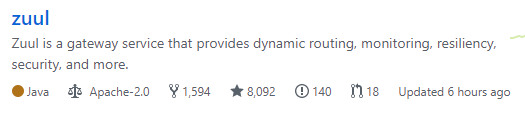 zuul
Zuul is a gateway service that provides dynamic routing, monitoring, resiliency,
security, and more.
Java Apache-2.0 1,594 8,092 140 18 Updated 6 hours ago